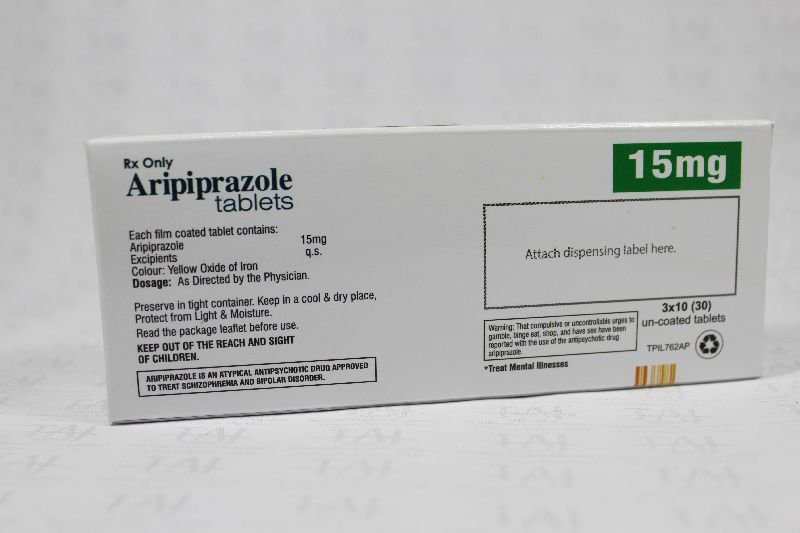 Rx Only
Aripiprazole
tablets
Each film coated tablet contains:
Aripiprazole 15mg
Excipients q.s.
Colour: Yellow Oxide of Iron
Dosage: As Directed by the Physician.
Preserve in tight container. Keep in a cool & dry place,
Protect from Light & Moisture.
Read the package leaflet before use.
KEEP OUT OF THE REACH AND SIGHT
OF CHILDREN.
ARIPIPRAZOLE IS AN ATYPICAL ANTIPSYCHOTIC DRUG APPROVED
TO TREAT SCHIZOPHRENIA AND BIPOLAR DISORDER.
15mg
Attach dispensing label here.
3x10 (30)
un-coated tablets
Warning: That compulsive or uncontrollable urges to
gamble, binge eat, shop, and have sex have been
reported with the use of the antipsychotic drug
aripiprazole.
*Treat Mental Illnesses
TPIL762AP
TAJ